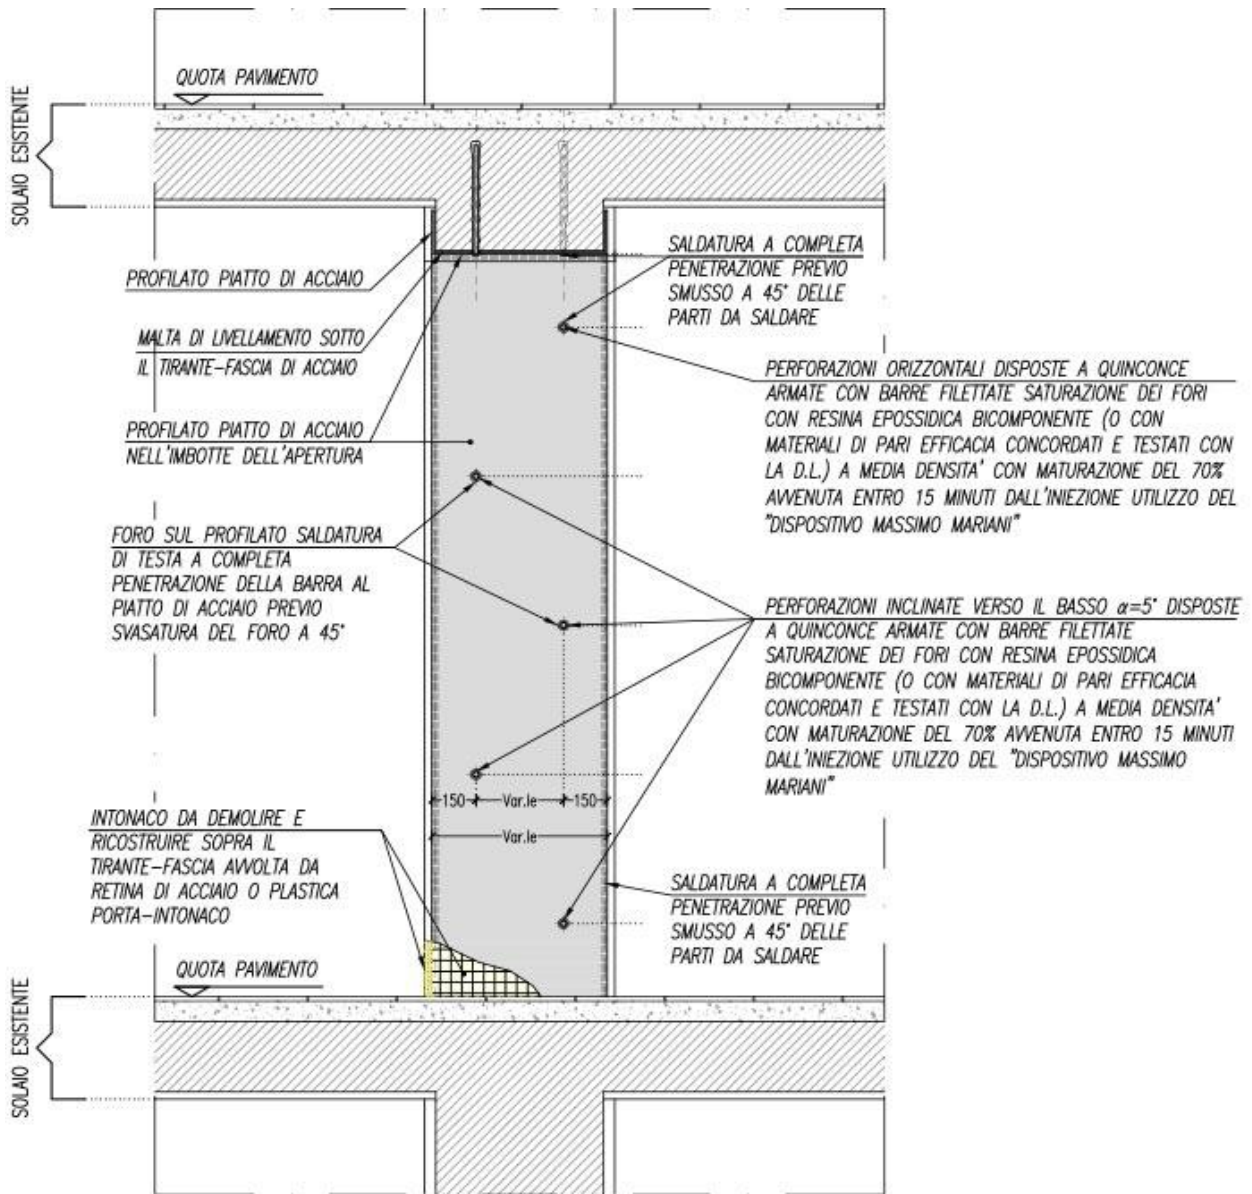 QUOTA PAVIMENTO
SOLAIO ESISTENTE
PROFILATO PIATTO DI ACCIAIO
MALTA DI LIVELLAMENTO SOTTO
IL TIRANTE-FASCIA DI ACCIAIO
PROFILATO PIATTO DI ACCIAIO
NELL'IMBOTTE DELL'APERTURA
FORO SUL PROFILATO SALDATURA
DI TESTA A COMPLETA
PENETRAZIONE DELLA BARRA AL
PIATTO DI ACCIAIO PREVIO
SVASATURA DEL FORO A 45°
SALDATURA A COMPLETA
PENETRAZIONE PREVIO
SMUSSO A 45° DELLE
PARTI DA SALDARE
PERFORAZIONI ORIZZONTALI DISPOSTE A QUINCONCE
ARMATE CON BARRE FILETTATE SATURAZIONE DEI FORI
CON RESINA EPOSSIDICA BICOMPONENTE (O CON
MATERIALI DI PARI EFFICACIA CONCORDATI E TESTATI CON
LA D.L.) A MEDIA DENSITA' CON MATURAZIONE DEL 70%
AVVENUTA ENTRO 15 MINUTI DALL'INIEZIONE UTILIZZO DEL
"DISPOSITIVO MASSIMO MARIANI"
PERFORAZIONI INCLINATE VERSO IL BASSO α=5° DISPOSTE
A QUINCONCE ARMATE CON BARRE FILETTATE
SATURAZIONE DEI FORI CON RESINA EPOSSIDICA
BICOMPONENTE (O CON MATERIALI DI PARI EFFICACIA
CONCORDATI E TESTATI CON LA D.L.) A MEDIA DENSITA'
CON MATURAZIONE DEL 70% AVVENUTA ENTRO 15 MINUTI
DALL'INIEZIONE UTILIZZO DEL "DISPOSITIVO MASSIMO
MARIANI"
150 Var.le 150
Var.le
INTONACO DA DEMOLIRE E
RICOSTRUIRE SOPRA IL
TIRANTE-FASCIA AVVOLTA DA
RETINA DI ACCIAIO O PLASTICA
PORTA-INTONACO
SALDATURA A COMPLETA
PENETRAZIONE PREVIO
SMUSSO A 45° DELLE
PARTI DA SALDARE
QUOTA PAVIMENTO
SOLAIO ESISTENTE